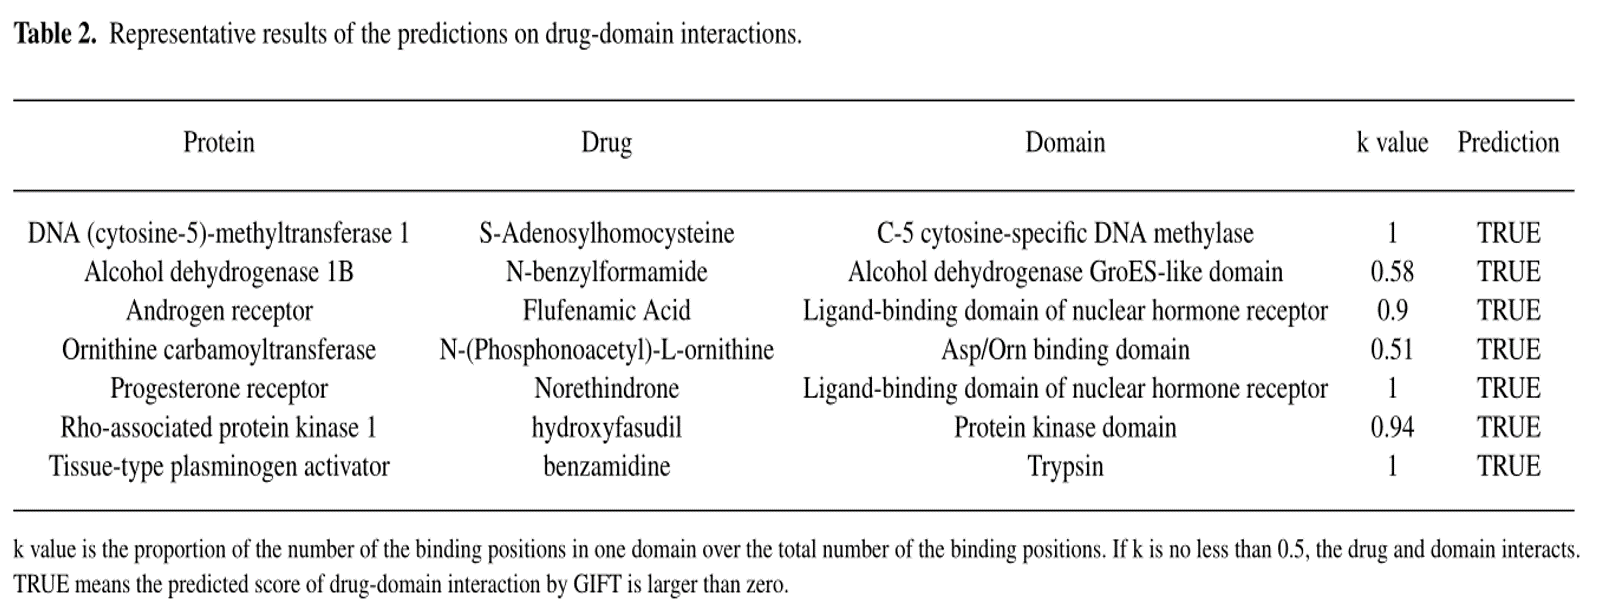 Table 2. Representative results of the predictions on drug-domain interactions.
Protein Drug Domain k value Prediction
DNA (cytosine-5)-methyltransferase 1 S-Adenosylhomocysteine C-5 cytosine-specific DNA methylase 1 TRUE
Alcohol dehydrogenase 1B N-benzylformamide Alcohol dehydrogenase GroES-like domain 0.58 TRUE
Androgen receptor Flufenamic Acid Ligand-binding domain of nuclear hormone receptor 0.9 TRUE
Ornithine carbamoyltransferase N-(Phosphonoacetyl)-L-ornithine Asp/Orn binding domain 0.51 TRUE
Progesterone receptor Norethindrone Ligand-binding domain of nuclear hormone receptor 1 TRUE
Rho-associated protein kinase 1 hydroxyfasudil Protein kinase domain 0.94 TRUE
Tissue-type plasminogen activator benzamidine Trypsin 1 TRUE
k value is the proportion of the number of the binding positions in one domain over the total number of the binding positions. If k is no less than 0.5, the drug and domain interacts.
TRUE means the predicted score of drug-domain interaction by GIFT is larger than zero.